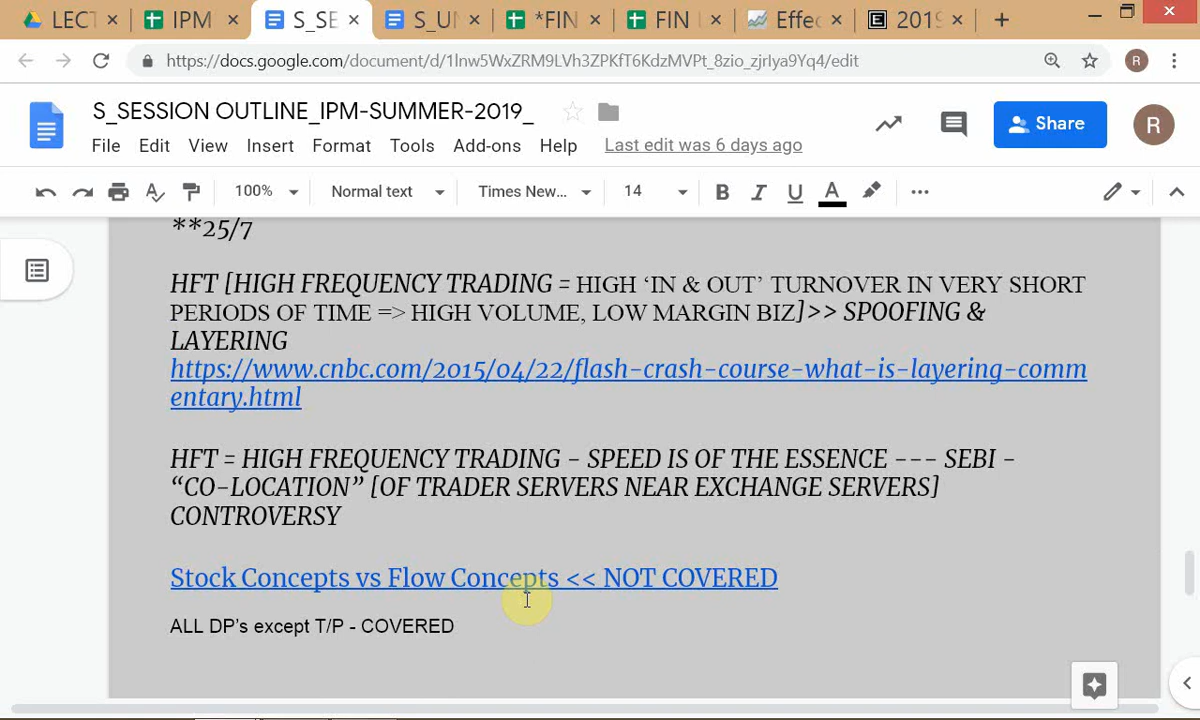 LECT
IPM
S_SE
S_UN
*FIN
FIN
Effec
2019
https://docs.google.com/document/d/1lnw5WxZRM9LVh3ZPKfT6KdzMVPt_8zio_zjrlya9Yq4/edit
R
S_SESSION OUTLINE_IPM-SUMMER-2019_
Share
R
File Edit View Insert Format Tools Add-ons Help Last edit was 6 days ago
100% Normal text Times New... 14 B I U A
**25/7
HFT [HIGH FREQUENCY TRADING = HIGH ‘IN & OUT’ TURNOVER IN VERY SHORT
PERIODS OF TIME => HIGH VOLUME, LOW MARGIN BIZ]>> SPOOFING &
LAYERING
https://www.cnbc.com/2015/04/22/flash-crash-course-what-is-layering-comm
entary.html
HFT = HIGH FREQUENCY TRADING - SPEED IS OF THE ESSENCE --- SEBI -
“CO-LOCATION” [OF TRADER SERVERS NEAR EXCHANGE SERVERS]
CONTROVERSY
Stock Concepts vs Flow Concepts << NOT COVERED
ALL DP’s except T/P - COVERED